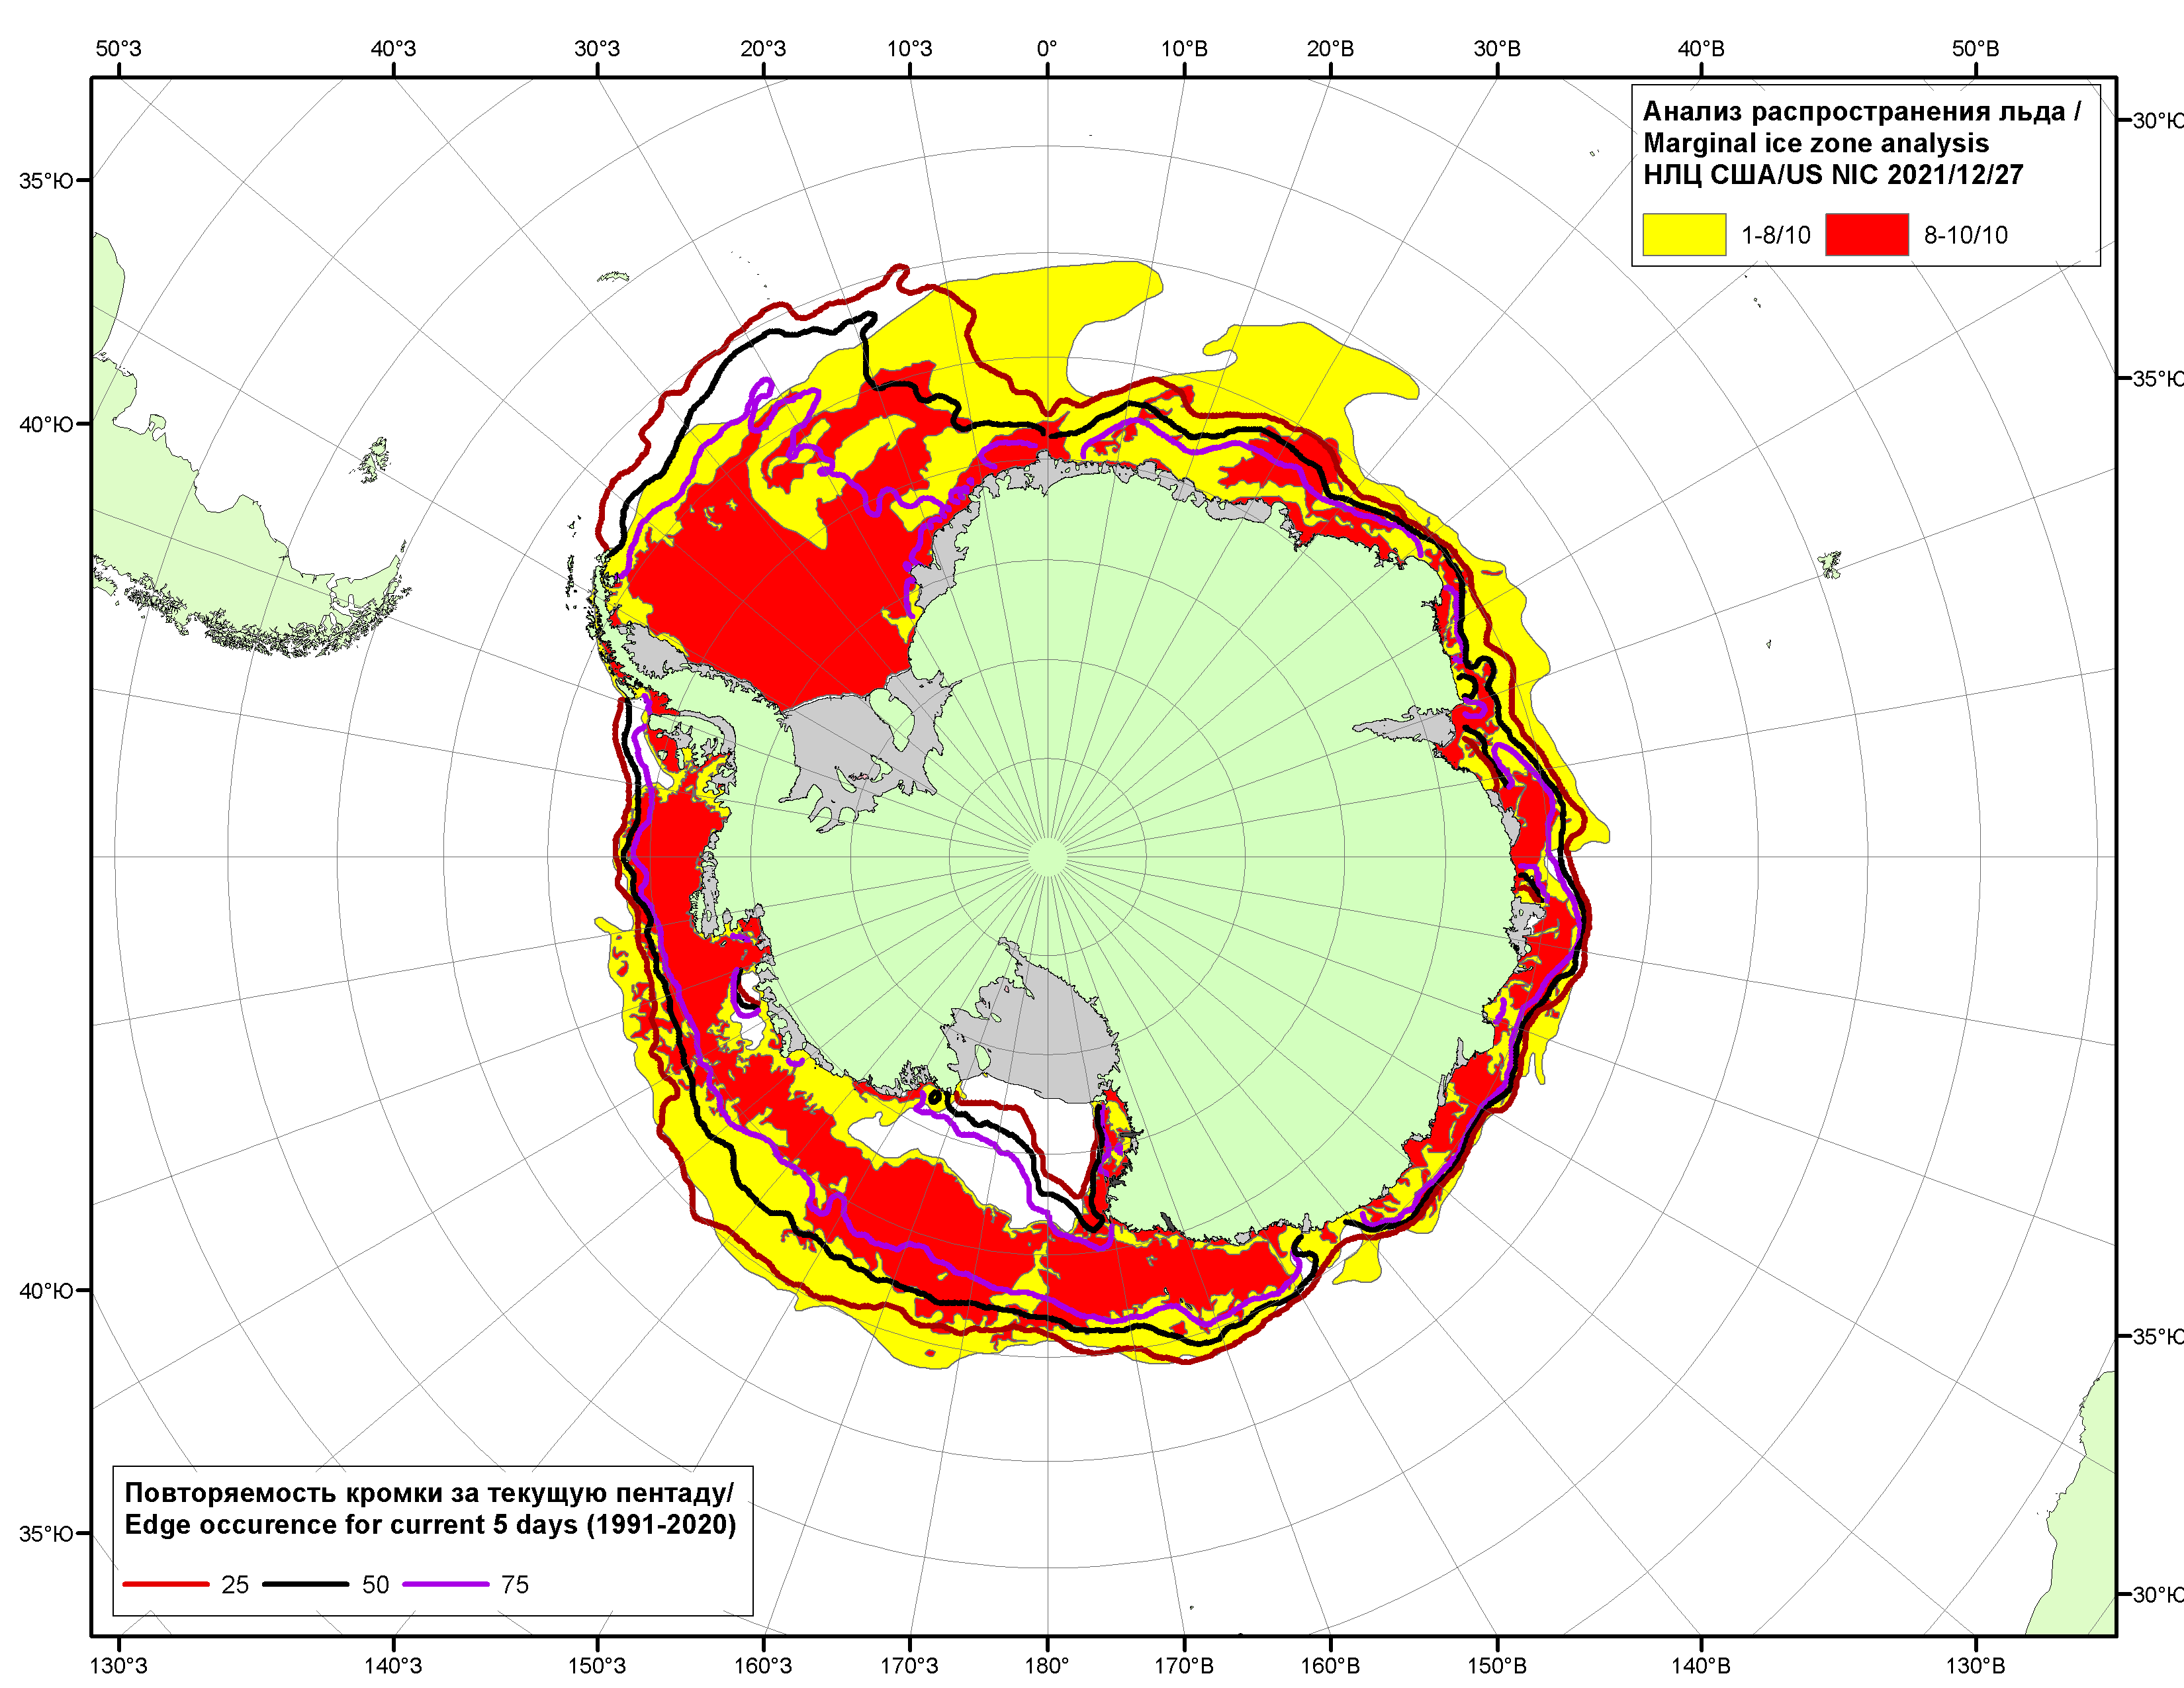 50°З 40°З 30°З 20°З 10°З 0° 10°В 20°В 30°В 40°В 50°В
Анализ распространения льда /
Marginal ice zone analysis
НЛЦ США/US NIC 2021/12/27
1-8/10 8-10/10
30°Ю
35°Ю
35°Ю
40°Ю
40°Ю
35°Ю
Повторяемость кромки за текущую пентаду/
Edge occurence for current 5 days (1991-2020)
25 50 75
35°Ю
30°Ю
130°З 140°З 150°З 160°З 170°З 180° 170°В 160°В 150°В 140°В 130°В